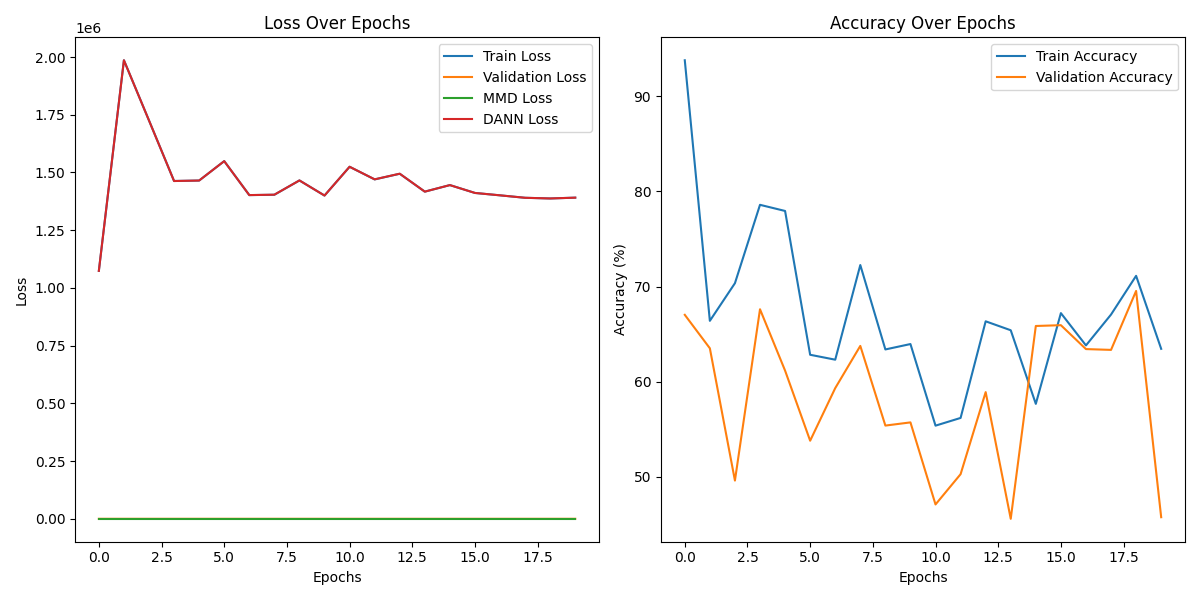 Loss Over Epochs
1e6
2.00
1.75
1.50
1.25
1.00
0.75
0.50
0.25
0.00
Loss
0.0 2.5 5.0 7.5 10.0 12.5 15.0 17.5
Epochs
Train Loss
Validation Loss
MMD Loss
DANN Loss
Accuracy Over Epochs
90
80
70
60
50
Accuracy (%)
0.0 2.5 5.0 7.5 10.0 12.5 15.0 17.5
Epochs
Train Accuracy
Validation Accuracy